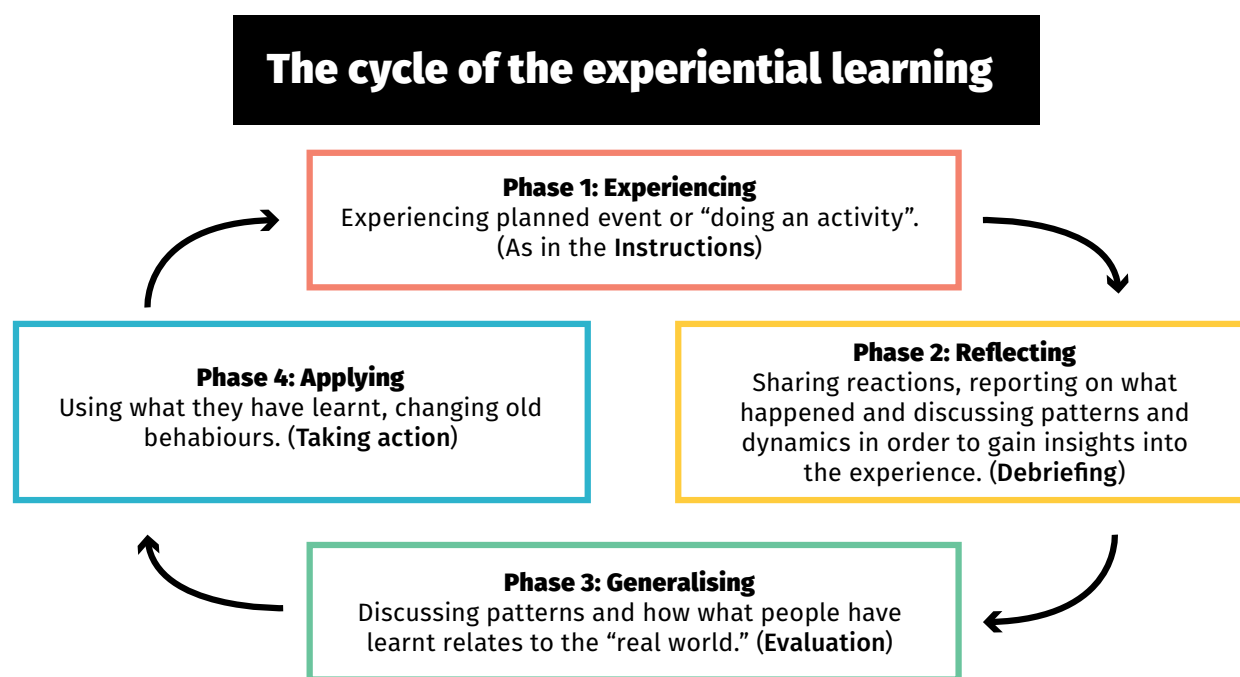 The cycle of the experiential learning
Phase 1: Experiencing
Experiencing planned event or “doing an activity”.
(As in the Instructions)
Phase 2: Reflecting
Sharing reactions, reporting on what
happened and discussing patterns and
dynamics in order to gain insights into
the experience. (Debriefing)
Phase 3: Generalising
Discussing patterns and how what people have
learnt relates to the “real world.” (Evaluation)
Phase 4: Applying
Using what they have learnt, changing old
behabiours. (Taking action)